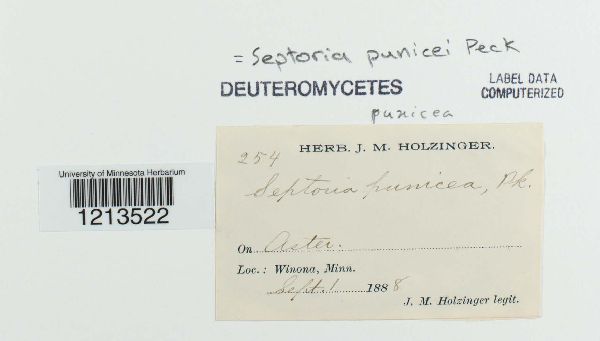 = Septoria punicei Peck
DEUTEROMYCETES
LABEL DATA
COMPUTERIZED
punicea
University of Minnesota Herbarium
1213522
254 HERB. J. M. HOLZINGER.
Septoria punicea, Pk.
On Aster.
Loc.: Winona, Minn.
Sept. 1 1888
J. M. Holzinger legit.